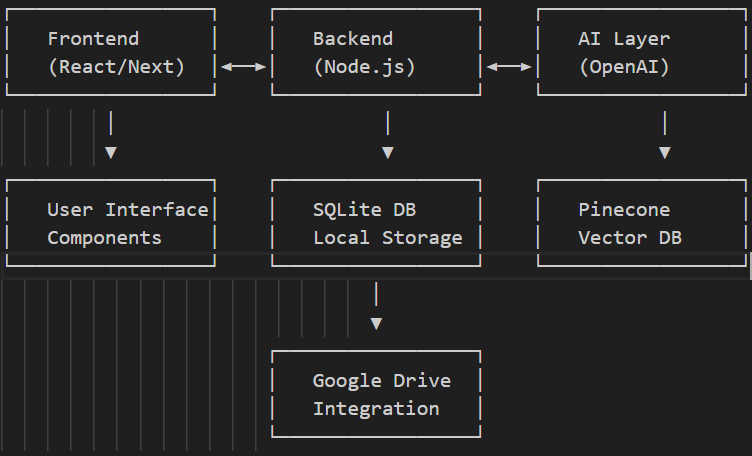 Frontend Backend AI Layer
(React/Next) (Node.js) (OpenAI)
User Interface SQLite DB Pinecone
Components Local Storage Vector DB
Google Drive
Integration